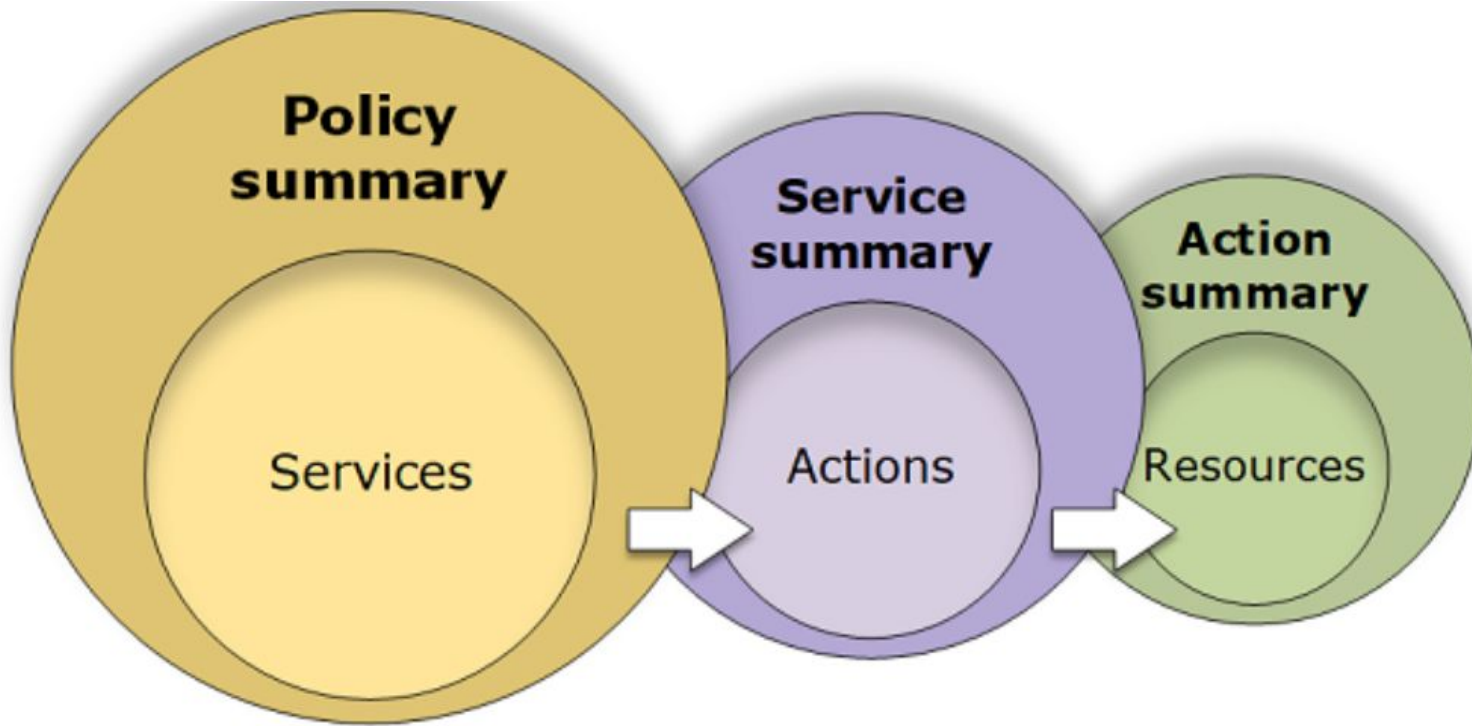 Policy
summary
Services
Service
summary
Actions
Action
summary
Resources